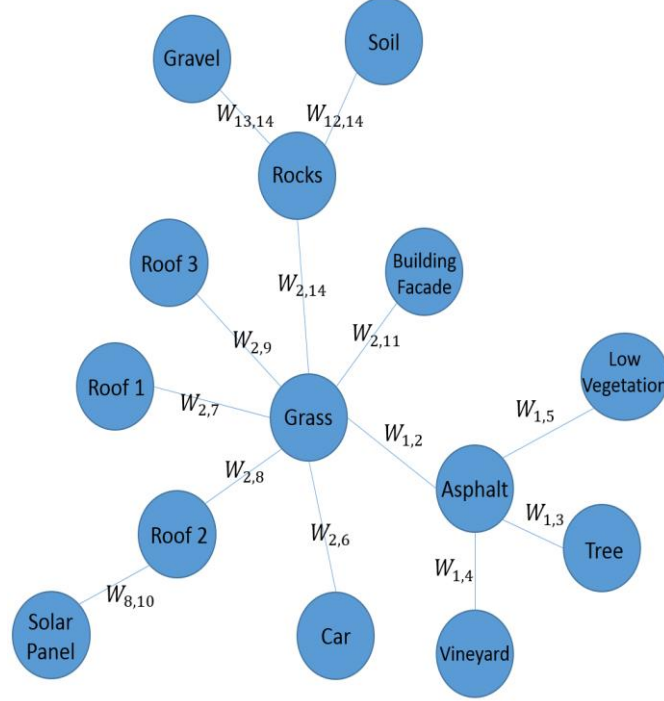 Soil
Gravel
W13,14
W12,14
Rocks
Roof 3
Building
Facade
W2,14
W2,9
W2,11
Low
Vegetation
Roof 1
W2,7
Grass
W1,5
W1,2
W2,8
Asphalt
W1,3
Roof 2
W2,6
Tree
W1,4
W8,10
Solar
Panel
Car
Vineyard